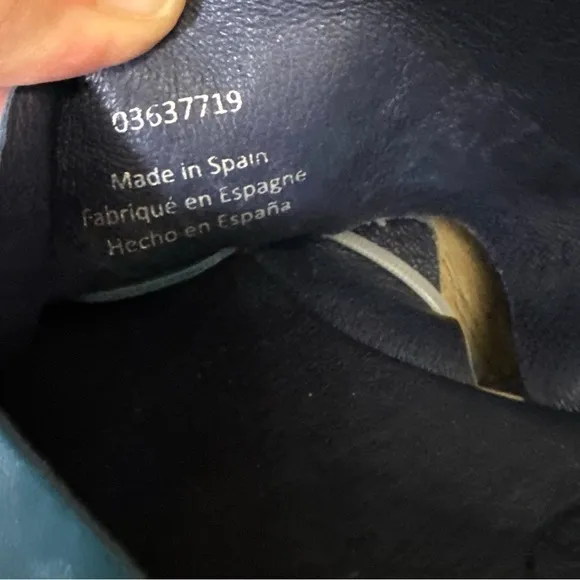 03637719
Made in Spain
Fabriqué en Espagne
Hecho en España